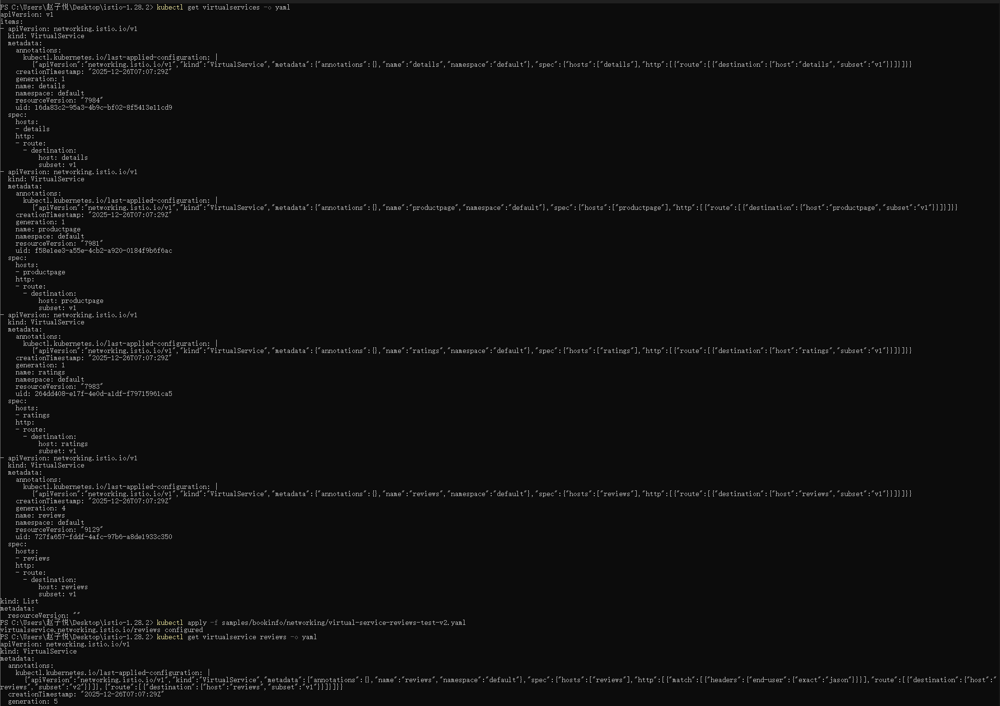 PS C:\Users\赵子悦\Desktop\istio-1.28.2> kubectl get virtualservices -o yaml
apiVersion: v1
items:
- apiVersion: networking.istio.io/v1
  kind: VirtualService
  metadata:
    annotations:
      kubectl.kubernetes.io/last-applied-configuration: |
        {"apiVersion":"networking.istio.io/v1","kind":"VirtualService","metadata":{"annotations":{},"name":"details","namespace":"default"},"spec":{"hosts":["details"],"http":[{"route":[{"destination":{"host":"details","subset":"v1"}}]}]}}
    creationTimestamp: "2025-12-26T07:07:29Z"
    generation: 1
    name: details
    namespace: default
    resourceVersion: "7984"
    uid: 16da83c2-95a3-4b9c-bf02-8f5413e11cd9
  spec:
    hosts:
    - details
    http:
    - route:
      - destination:
          host: details
          subset: v1
- apiVersion: networking.istio.io/v1
  kind: VirtualService
  metadata:
    annotations:
      kubectl.kubernetes.io/last-applied-configuration: |
        {"apiVersion":"networking.istio.io/v1","kind":"VirtualService","metadata":{"annotations":{},"name":"productpage","namespace":"default"},"spec":{"hosts":["productpage"],"http":[{"route":[{"destination":{"host":"productpage","subset":"v1"}}]}]}}
    creationTimestamp: "2025-12-26T07:07:29Z"
    generation: 1
    name: productpage
    namespace: default
    resourceVersion: "7981"
    uid: f58e1ee3-a55e-4cb2-a920-0184f9b6f6ac
  spec:
    hosts:
    - productpage
    http:
    - route:
      - destination:
          host: productpage
          subset: v1
- apiVersion: networking.istio.io/v1
  kind: VirtualService
  metadata:
    annotations:
      kubectl.kubernetes.io/last-applied-configuration: |
        {"apiVersion":"networking.istio.io/v1","kind":"VirtualService","metadata":{"annotations":{},"name":"ratings","namespace":"default"},"spec":{"hosts":["ratings"],"http":[{"route":[{"destination":{"host":"ratings","subset":"v1"}}]}]}}
    creationTimestamp: "2025-12-26T07:07:29Z"
    generation: 1
    name: ratings
    namespace: default
    resourceVersion: "7983"
    uid: 264dd408-e17f-4e0d-a1df-f79715961ca5
  spec:
    hosts:
    - ratings
    http:
    - route:
      - destination:
          host: ratings
          subset: v1
- apiVersion: networking.istio.io/v1
  kind: VirtualService
  metadata:
    annotations:
      kubectl.kubernetes.io/last-applied-configuration: |
        {"apiVersion":"networking.istio.io/v1","kind":"VirtualService","metadata":{"annotations":{},"name":"reviews","namespace":"default"},"spec":{"hosts":["reviews"],"http":[{"route":[{"destination":{"host":"reviews","subset":"v1"}}]}]}}
    creationTimestamp: "2025-12-26T07:07:29Z"
    generation: 4
    name: reviews
    namespace: default
    resourceVersion: "9129"
    uid: 727fa657-fddf-4afc-97b6-a8de1933c350
  spec:
    hosts:
    - reviews
    http:
    - route:
      - destination:
          host: reviews
          subset: v1
kind: List
metadata:
  resourceVersion: ""
PS C:\Users\赵子悦\Desktop\istio-1.28.2> kubectl apply -f samples/bookinfo/networking/virtual-service-reviews-test-v2.yaml
virtualservice.networking.istio.io/reviews configured
PS C:\Users\赵子悦\Desktop\istio-1.28.2> kubectl get virtualservice reviews -o yaml
apiVersion: networking.istio.io/v1
kind: VirtualService
metadata:
  annotations:
    kubectl.kubernetes.io/last-applied-configuration: |
      {"apiVersion":"networking.istio.io/v1","kind":"VirtualService","metadata":{"annotations":{},"name":"reviews","namespace":"default"},"spec":{"hosts":["reviews"],"http":[{"match":[{"headers":{"end-user":{"exact":"jason"}}}],"route":[{"destination":{"host":"
reviews","subset":"v2"}}]},{"route":[{"destination":{"host":"reviews","subset":"v1"}}]}]}}
  creationTimestamp: "2025-12-26T07:07:29Z"
  generation: 5